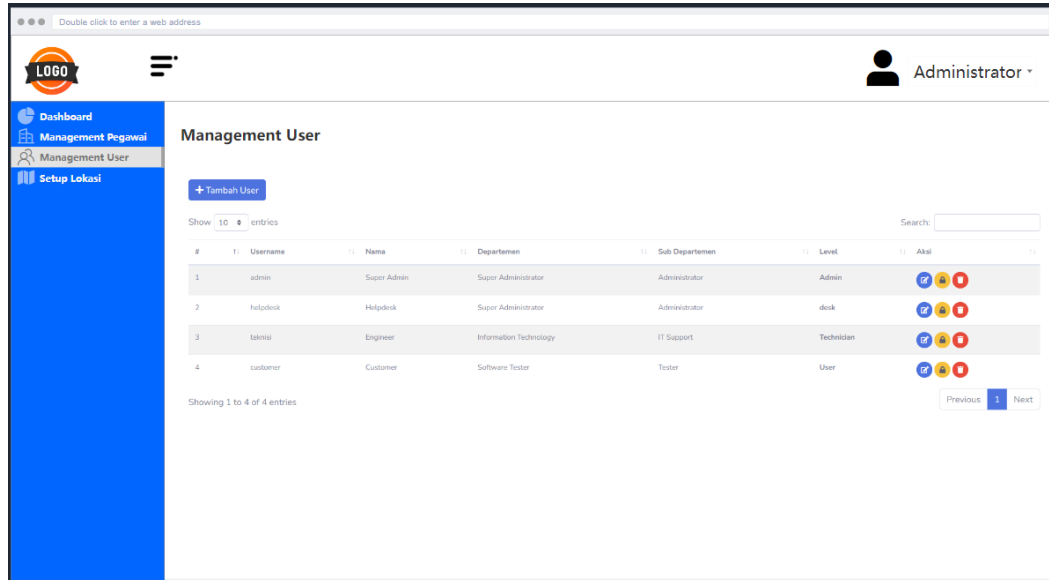 Double click to enter a web address
LOGO
Administrator
Dashboard
Management Pegawai
Management User
Setup Lokasi
Management User
+ Tambah User
Show 10 entries
Search:
# Username Nama Departemen Sub Departemen Level Aksi
1 admin Super Admin Super Administrator Administrator Admin
2 helpdesk Helpdesk Super Administrator Administrator desk
3 teknisi Engineer Information Technology IT Support Technician
4 customer Customer Software Tester Tester User
Showing 1 to 4 of 4 entries
Previous 1 Next